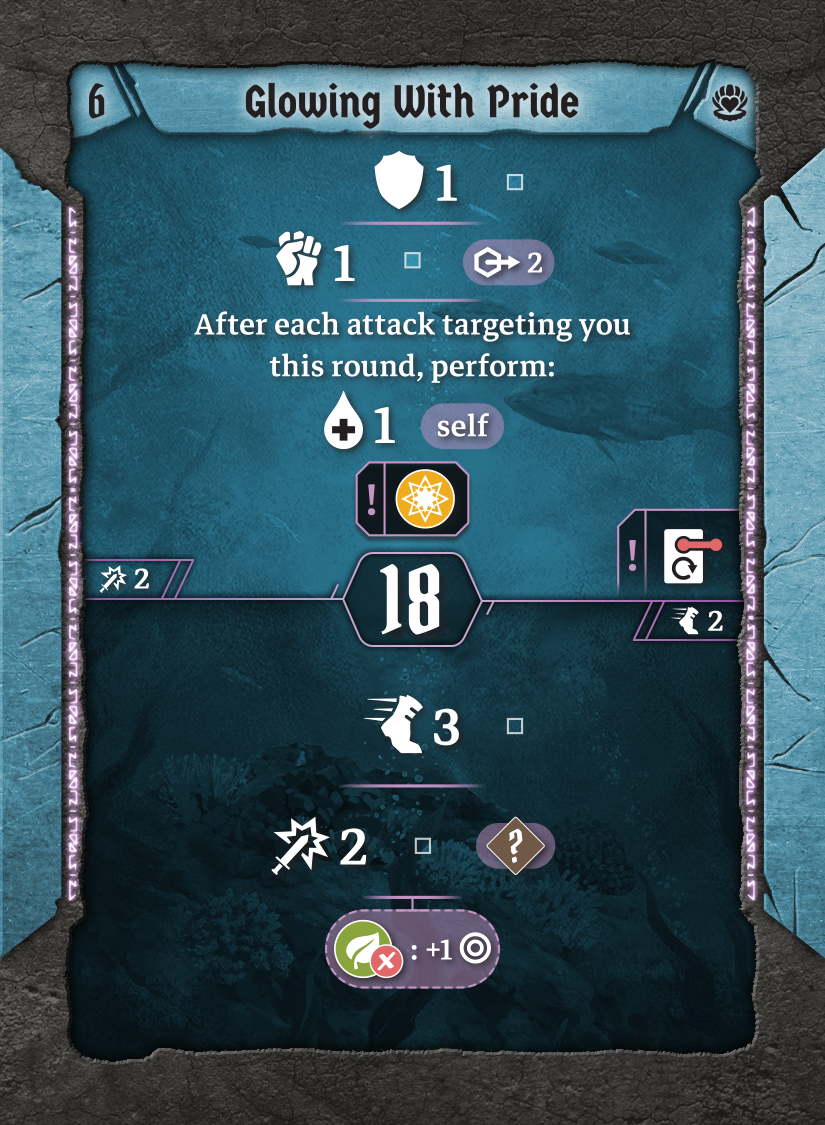 6 Glowing With Pride
1
1 2
After each attack targeting you
this round, perform:
1 self
!
!
2 18
2
3
2 ?
: +1